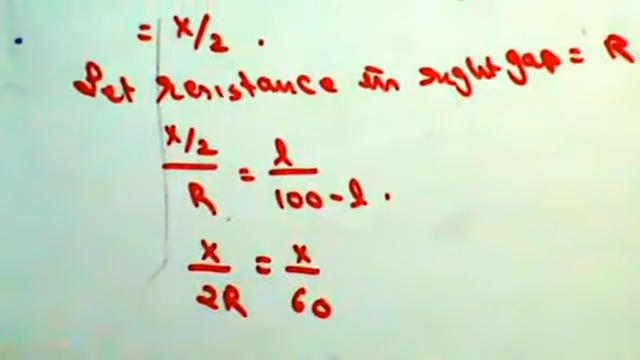 = x/2 .
Let resistance in right gap = R
x/2 / R = l / 100 - l .
x / 2R = x / 60